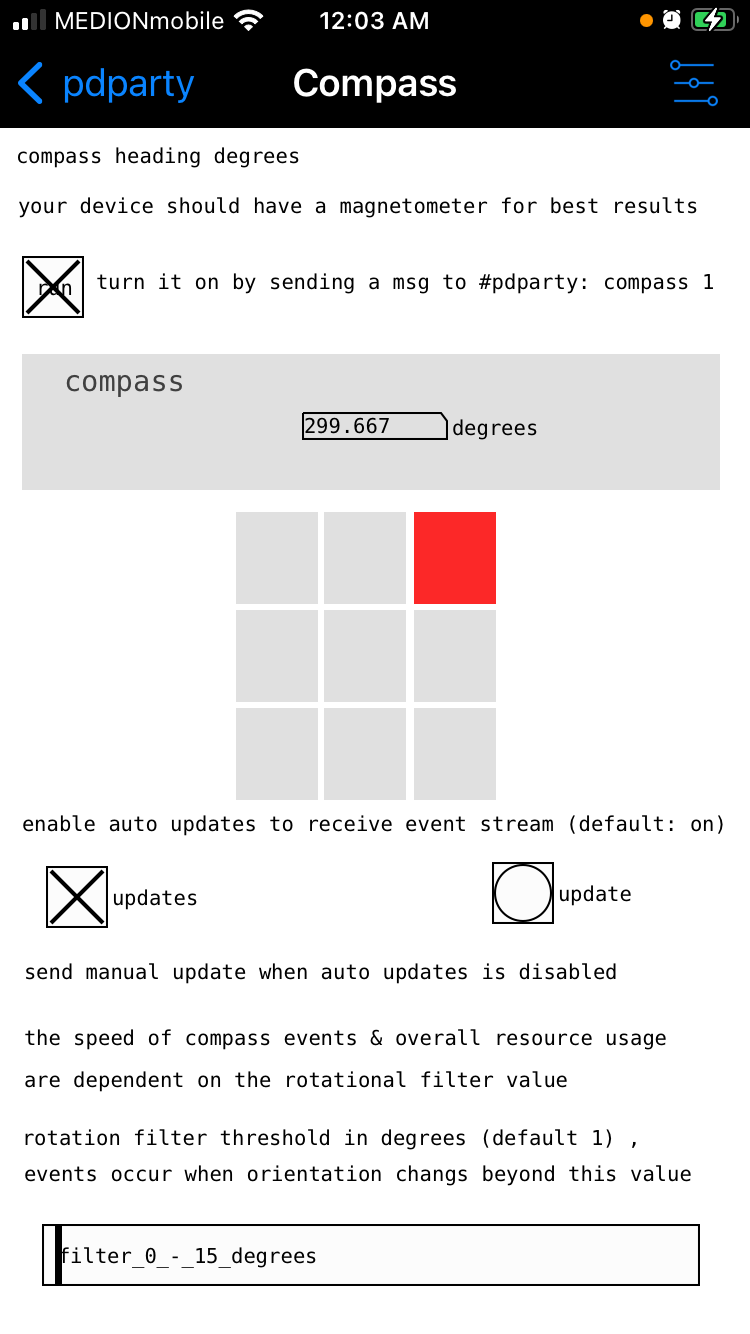 MEDIONmobile 12:03 AM
pdparty Compass
compass heading degrees
your device should have a magnetometer for best results
run turn it on by sending a msg to #pdparty: compass 1
compass
299.667 degrees
enable auto updates to receive event stream (default: on)
updates update
send manual update when auto updates is disabled
the speed of compass events & overall resource usage
are dependent on the rotational filter value
rotation filter threshold in degrees (default 1) ,
events occur when orientation changs beyond this value
filter_0_-_15_degrees